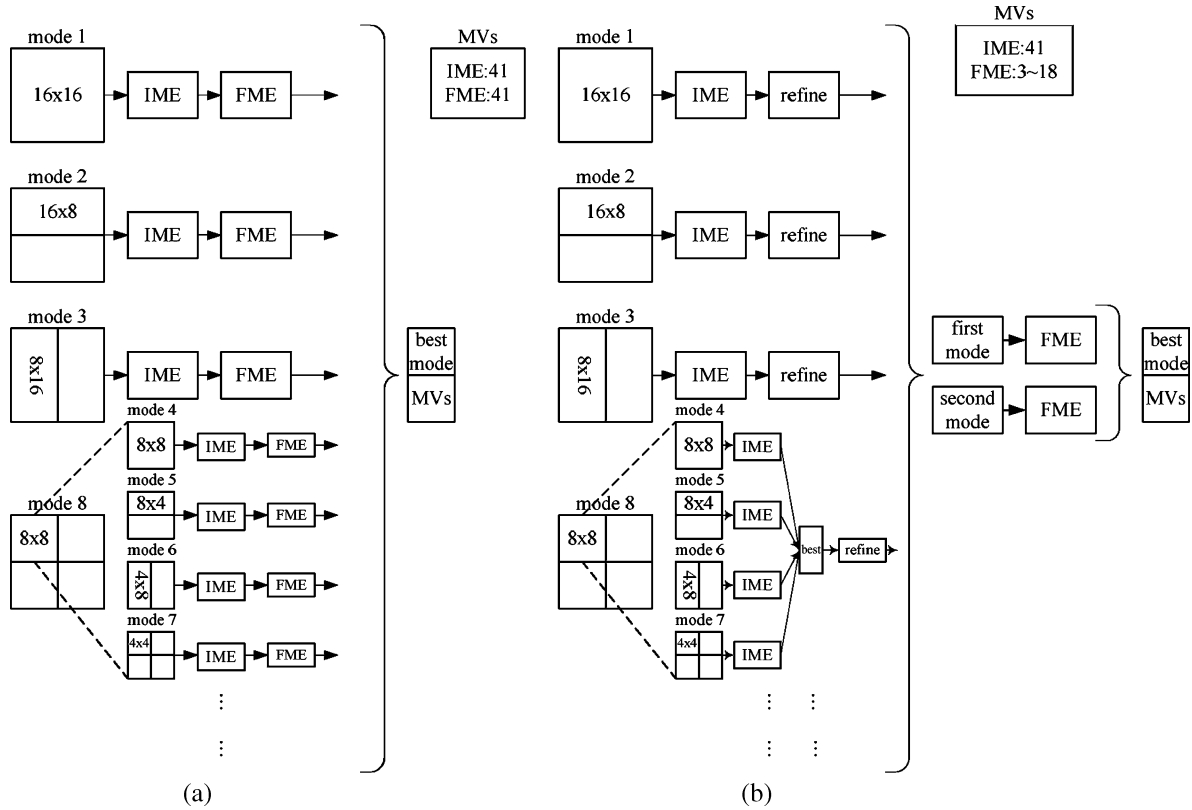 mode 1
16x16
IME
FME
MVs
IME:41
FME:41
mode 2
16x8
IME
FME
mode 3
8x16
IME
FME
best
mode
MVs
mode 4
8x8
IME
FME
mode 8
8x8
mode 5
8x4
IME
FME
mode 6
4x8
IME
FME
mode 7
4x4
IME
FME
⋮
⋮
(a)
mode 1
16x16
IME
refine
MVs
IME:41
FME:3~18
mode 2
16x8
IME
refine
mode 3
8x16
IME
refine
first
mode
FME
second
mode
FME
best
mode
MVs
mode 4
8x8
IME
mode 8
8x8
mode 5
8x4
IME
mode 6
4x8
IME
best
refine
mode 7
4x4
IME
⋮ ⋮
⋮ ⋮
(b)